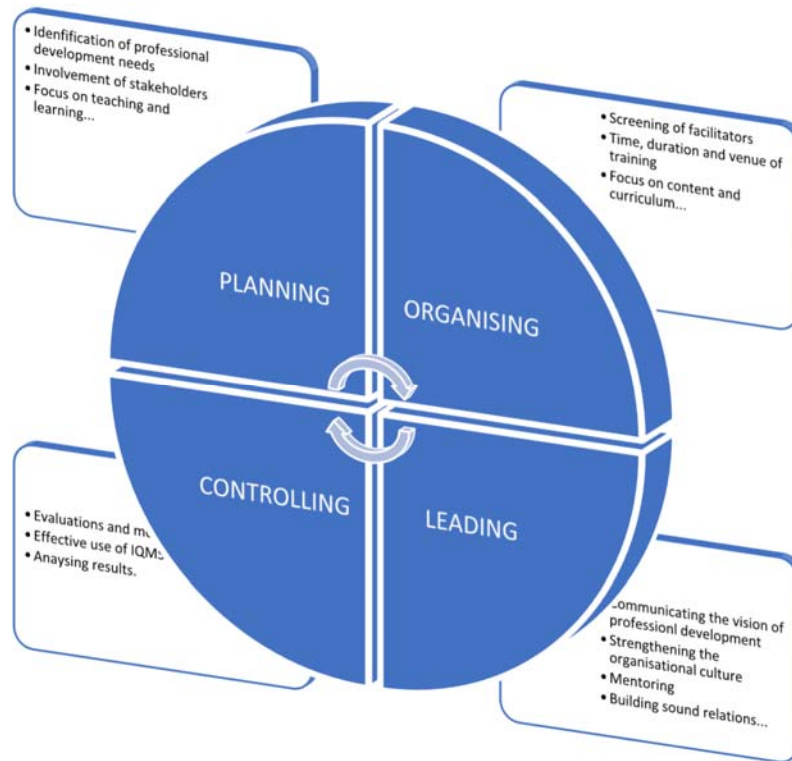 • Idenfification of professional
development needs
• Involvement of stakeholders
• Focus on teaching and
learning...
• Screening of facilitators
• Time, duration and venue of
training
• Focus on content and
curriculum...
PLANNING
ORGANISING
CONTROLLING
LEADING
• Evaluations and
• Effective use of IQMS
• Anaysing results.
Communicating the vision of
professionl development
• Strengthening the
organisational culture
• Mentoring
• Building sound relations...